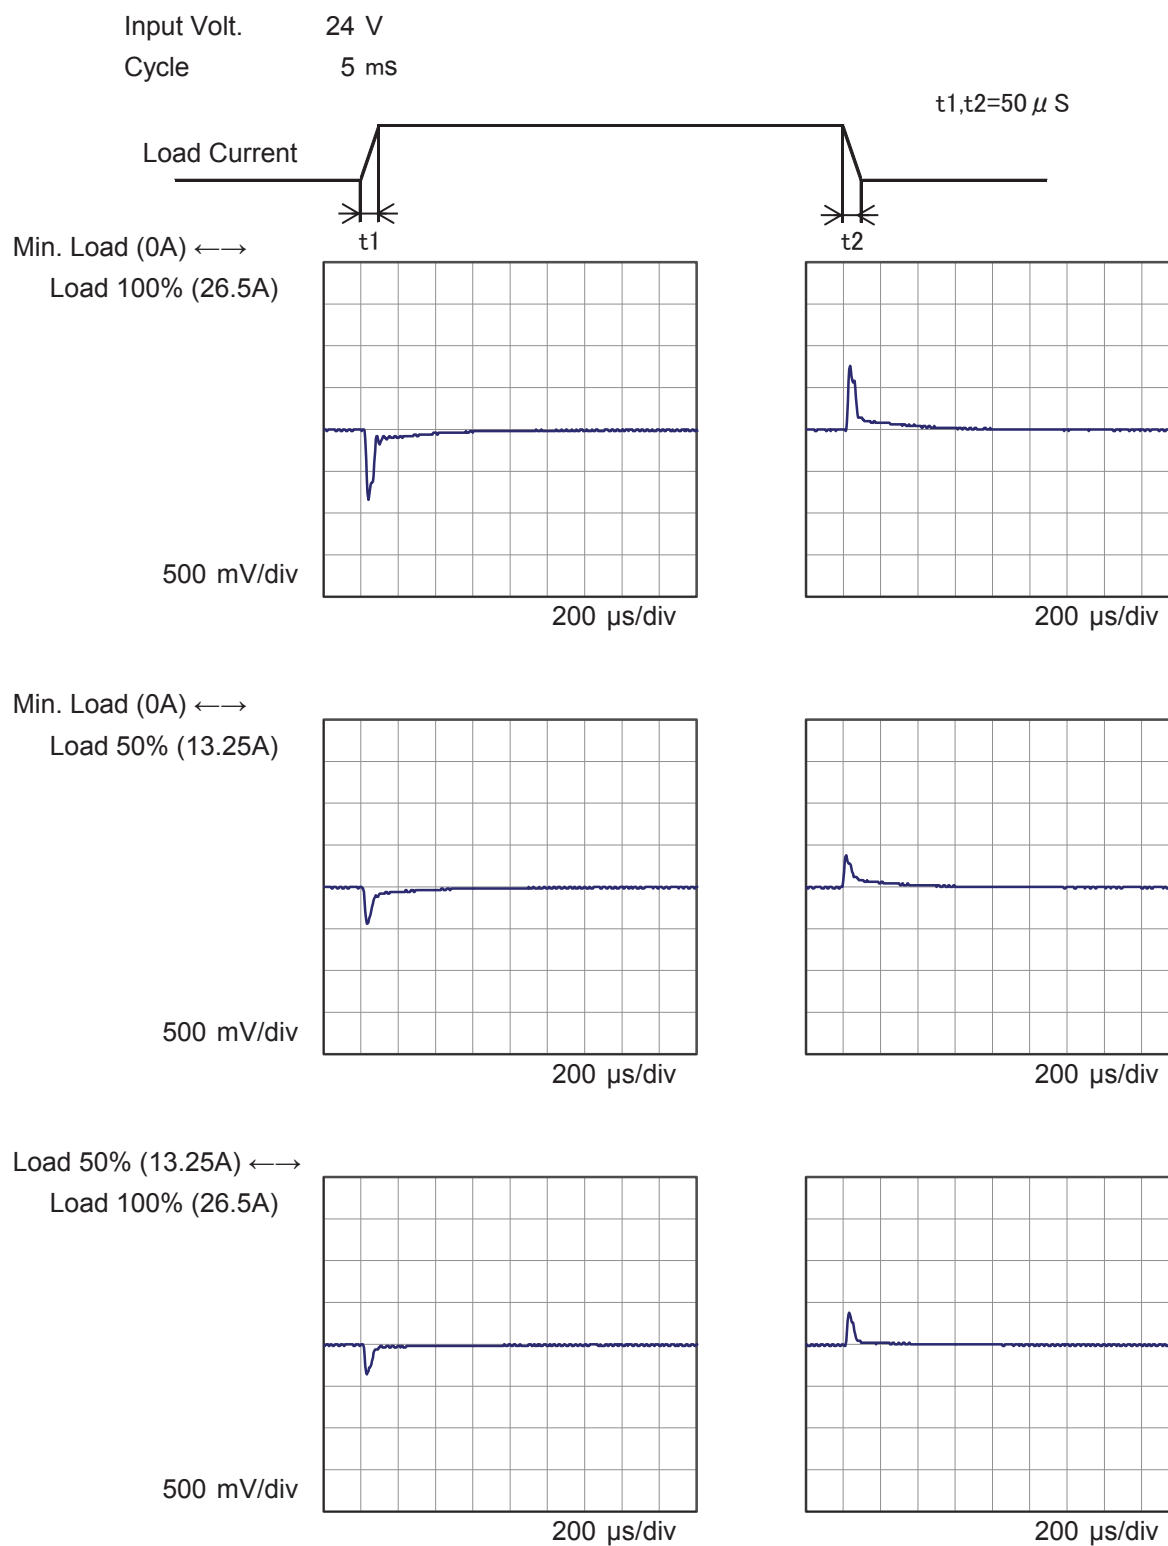 Input Volt. 24 V
Cycle 5 ms
t1,t2=50 μ S
Load Current
t1 t2
Min. Load (0A) ←→
Load 100% (26.5A)
500 mV/div
200 μs/div 200 μs/div
Min. Load (0A) ←→
Load 50% (13.25A)
500 mV/div
200 μs/div 200 μs/div
Load 50% (13.25A) ←→
Load 100% (26.5A)
500 mV/div
200 μs/div 200 μs/div